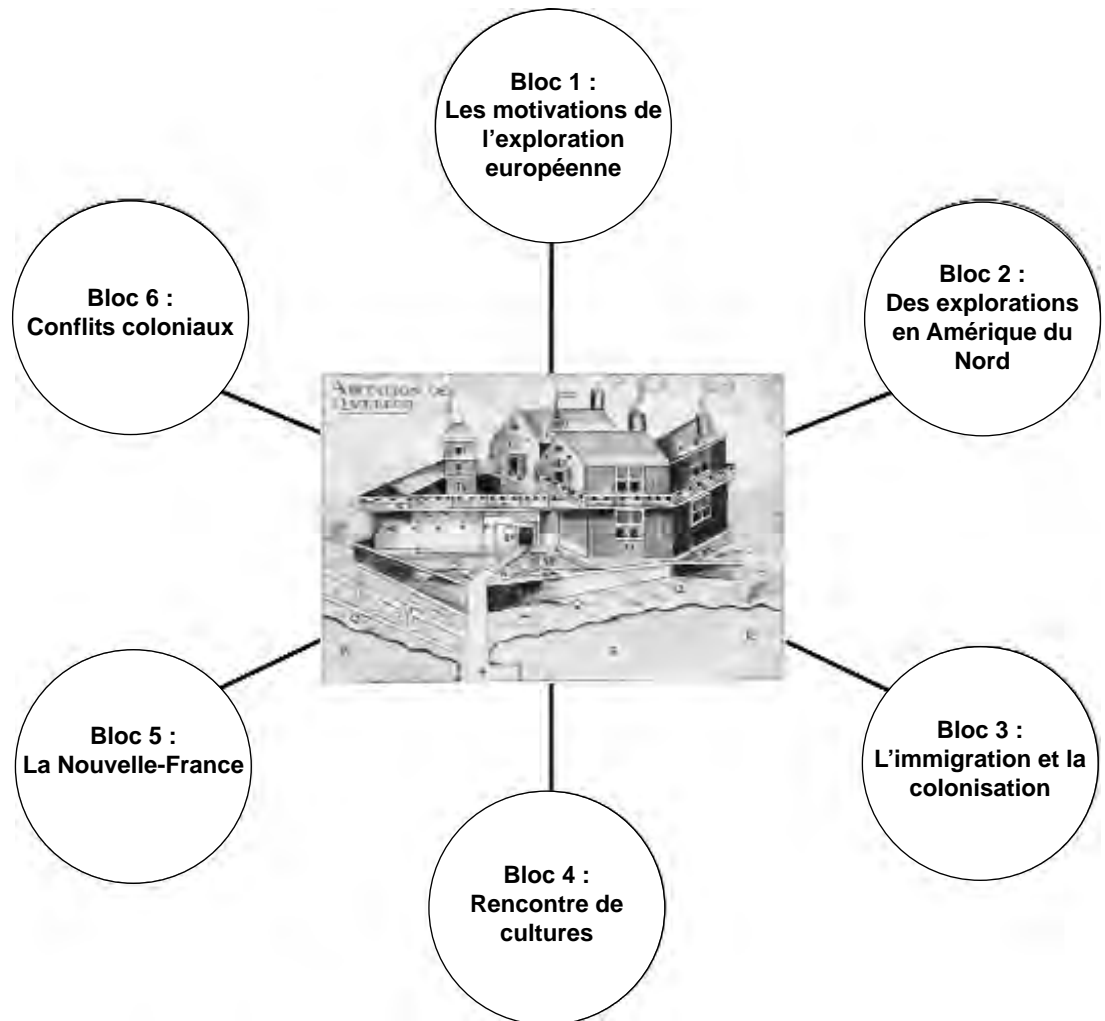 Bloc 1 :
Les motivations de
l’exploration
européenne
Bloc 2 :
Des explorations
en Amérique du
Nord
Bloc 6 :
Conflits coloniaux
Bloc 3 :
L’immigration et la
colonisation
Bloc 5 :
La Nouvelle-France
Bloc 4 :
Rencontre de
cultures